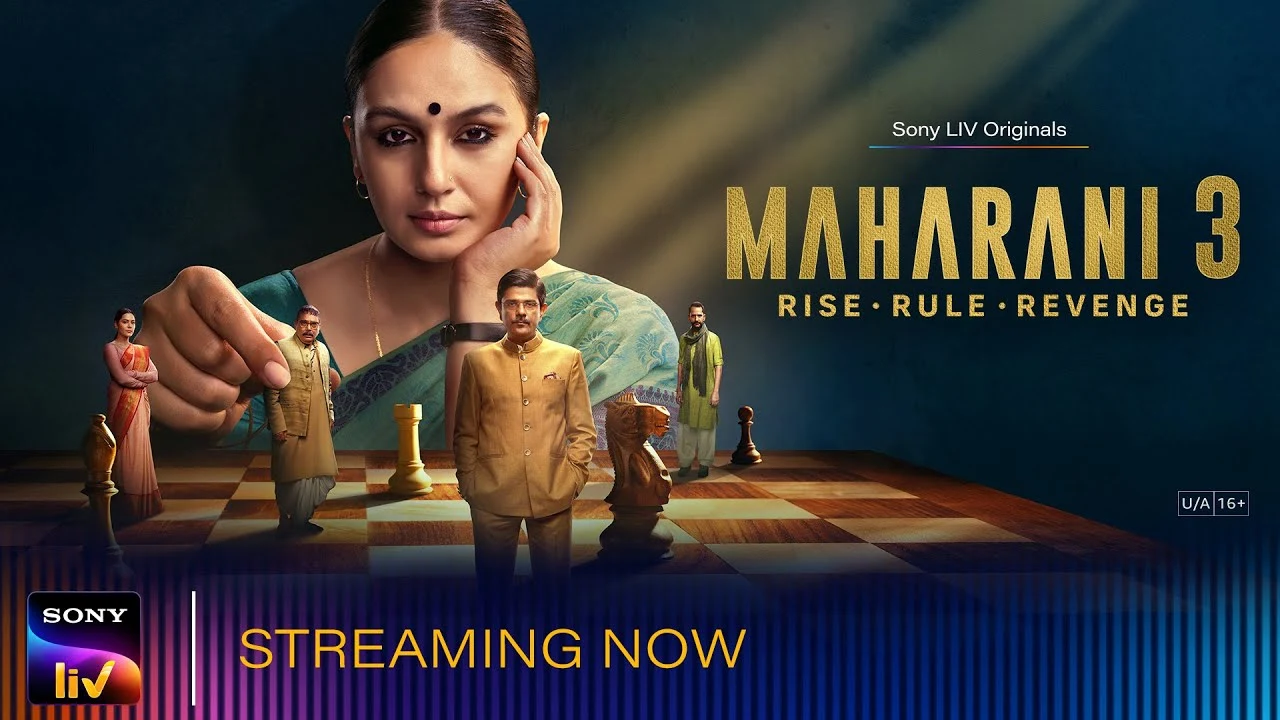 Sony LIV Originals
MAHARANI 3
RISE · RULE · REVENGE
U/A 16+
SONY
liv
STREAMING NOW